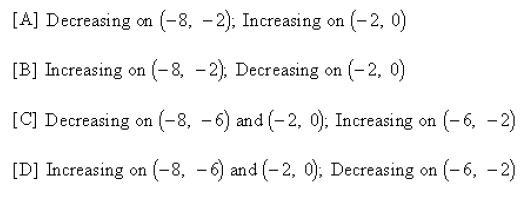 [A] Decreasing on (−8, −2); Increasing on (−2, 0)
[B] Increasing on (−8, −2); Decreasing on (−2, 0)
[C] Decreasing on (−8, −6) and (−2, 0); Increasing on (−6, −2)
[D] Increasing on (−8, −6) and (−2, 0); Decreasing on (−6, −2)